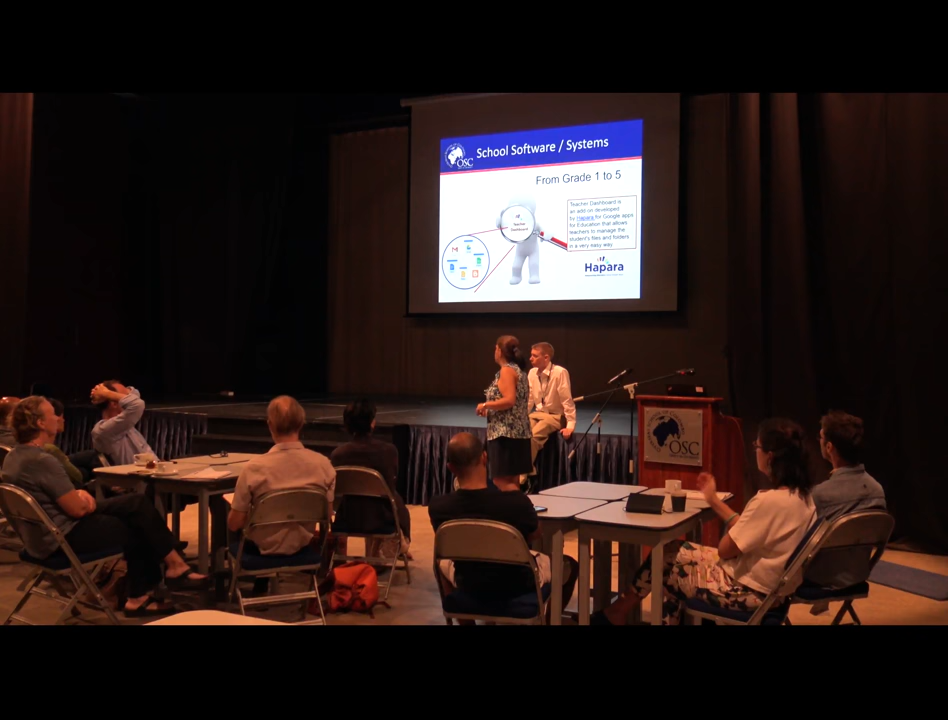 OSC
School Software / Systems
From Grade 1 to 5
Teacher Dashboard is
an add-on developed
by Hapara for Google apps
for Education that allows
teachers to manage the
student's files and folders
in a very easy way
Teacher
Dashboard
Hapara
OSC